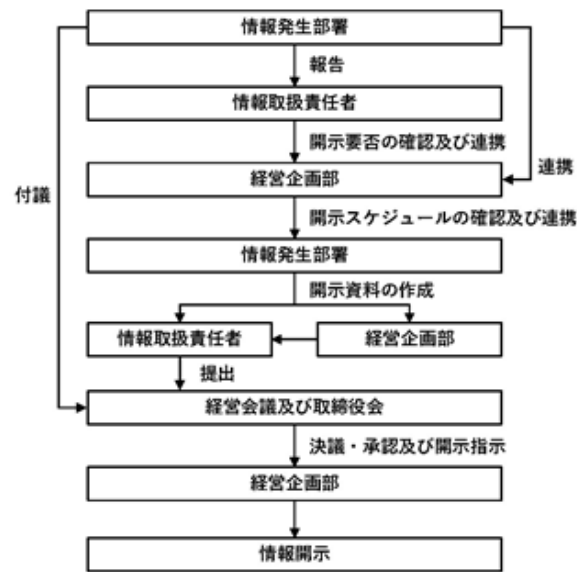 情報発生部署
報告
情報取扱責任者
開示要否の確認及び連携
連携
経営企画部
付議
開示スケジュールの確認及び連携
情報発生部署
開示資料の作成
情報取扱責任者
経営企画部
提出
経営会議及び取締役会
決議・承認及び開示指示
経営企画部
情報開示